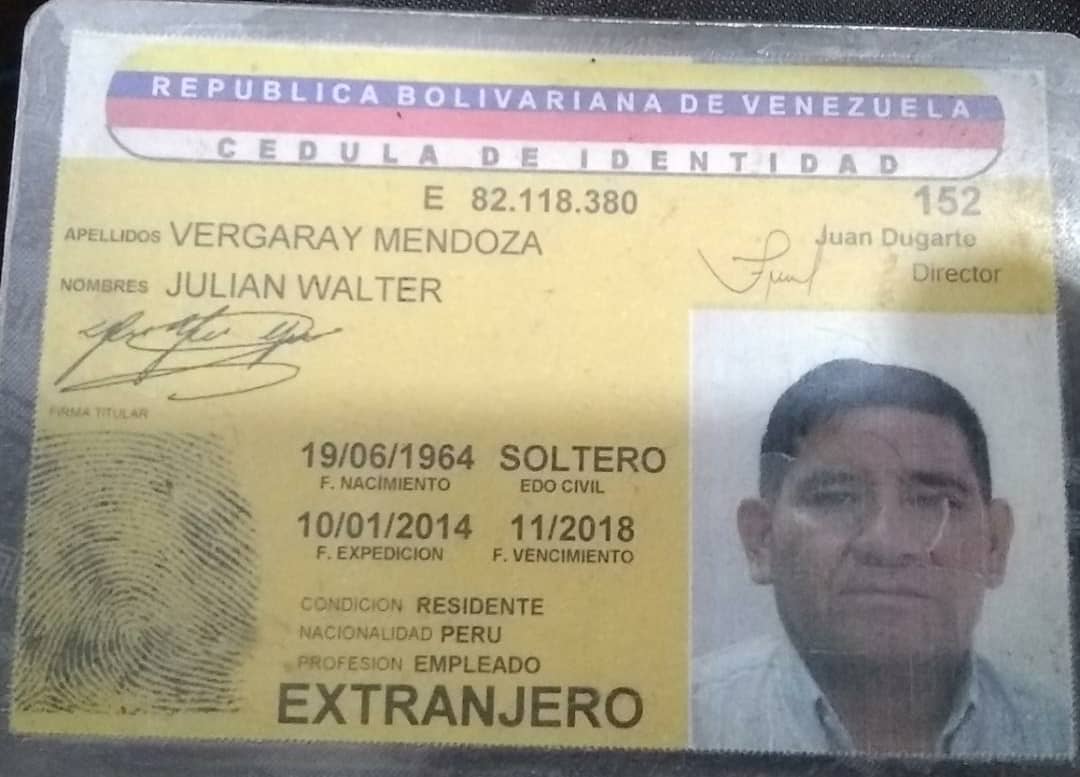 REPUBLICA BOLIVARIANA DE VENEZUELA
CEDULA DE IDENTIDAD
E 82.118.380 152
APELLIDOS VERGARAY MENDOZA
Juan Dugarte
Director
NOMBRES JULIAN WALTER
FIRMA TITULAR
19/06/1964 SOLTERO
F. NACIMIENTO EDO CIVIL
10/01/2014 11/2018
F. EXPEDICION F. VENCIMIENTO
CONDICION RESIDENTE
NACIONALIDAD PERU
PROFESION EMPLEADO
EXTRANJERO